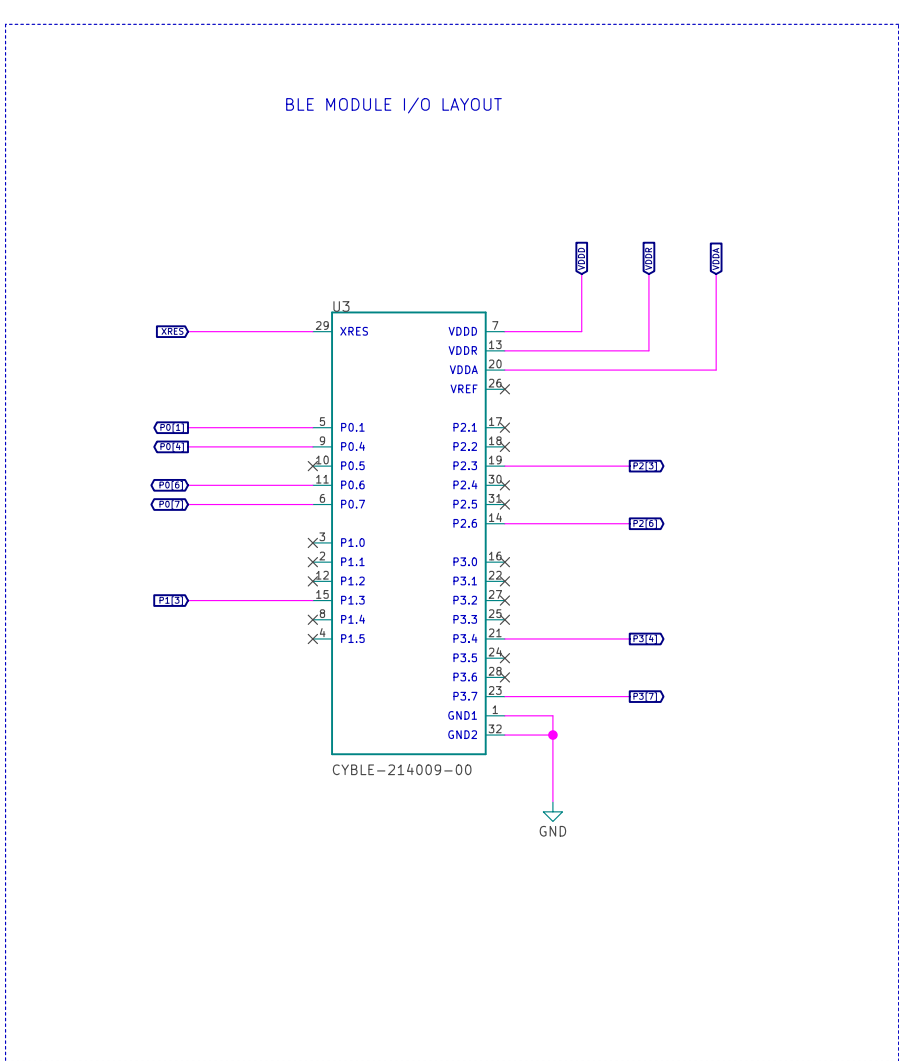 BLE MODULE I/O LAYOUT
VDDD VDDR VDDA
U3
XRES 29 XRES VDDD 7
VDDR 13
VDDA 20
VREF 26
P0[1] 5 P0.1 P2.1 17
P0[4] 9 P0.4 P2.2 18
10 P0.5 P2.3 19 P2[3]
P0[6] 11 P0.6 P2.4 30
P0[7] 6 P0.7 P2.5 31
P2.6 14 P2[6]
3 P1.0
2 P1.1 P3.0 16
12 P1.2 P3.1 22
P1[3] 15 P1.3 P3.2 27
8 P1.4 P3.3 25
4 P1.5 P3.4 21 P3[4]
P3.5 24
P3.6 28
P3.7 23 P3[7]
GND1 1
GND2 32
CYBLE-214009-00
GND